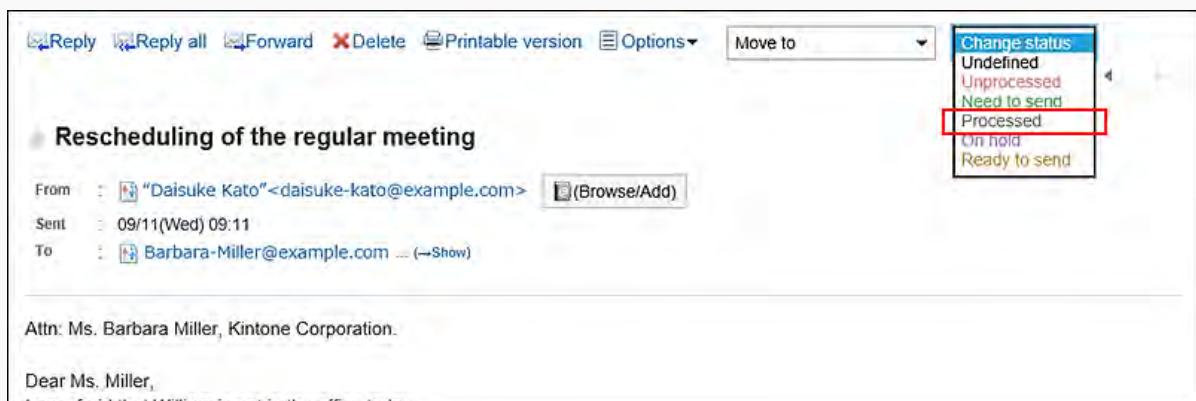 Reply Reply all Forward Delete Printable version Options Move to Change status
Undefined
Unprocessed
Need to send
Processed
On hold
Ready to send
Rescheduling of the regular meeting
From : "Daisuke Kato"<daisuke-kato@example.com> (Browse/Add)
Sent : 09/11(Wed) 09:11
To : Barbara-Miller@example.com ... (→Show)
Attn: Ms. Barbara Miller, Kintone Corporation.
Dear Ms. Miller,